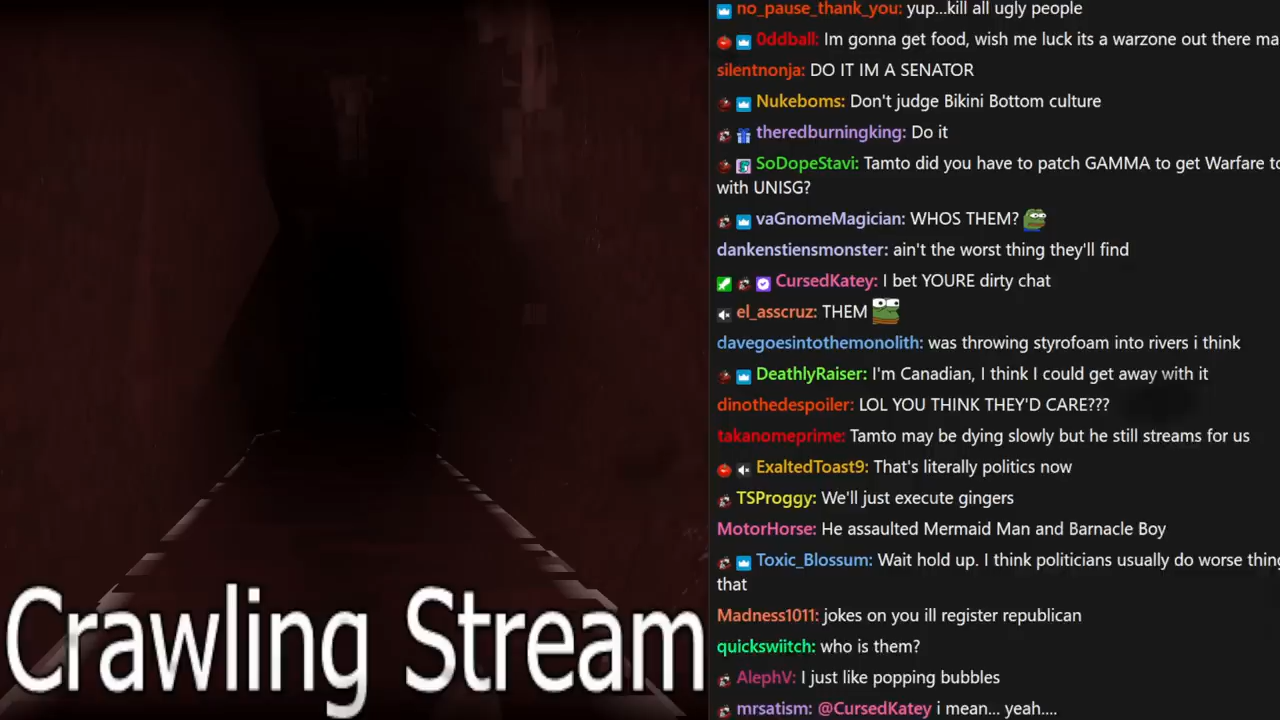 no_pause_thank_you: yup...kill all ugly people
0ddball: Im gonna get food, wish me luck its a warzone out there ma
silentnonja: DO IT IM A SENATOR
Nukeboms: Don't judge Bikini Bottom culture
theredburningking: Do it
SoDopeStavi: Tamto did you have to patch GAMMA to get Warfare to
with UNISG?
vaGnomeMagician: WHOS THEM?
dankenstiensmonster: ain't the worst thing they'll find
CursedKatey: I bet YOURE dirty chat
el_asscruz: THEM
davegoesintothemonolith: was throwing styrofoam into rivers i think
DeathlyRaiser: I'm Canadian, I think I could get away with it
dinothedespoiler: LOL YOU THINK THEY'D CARE???
takanomeprime: Tamto may be dying slowly but he still streams for us
ExaltedToast9: That's literally politics now
TSProggy: We'll just execute gingers
MotorHorse: He assaulted Mermaid Man and Barnacle Boy
Toxic_Blossum: Wait hold up. I think politicians usually do worse thing
that
Madness1011: jokes on you ill register republican
quickswiitch: who is them?
AlephV: I just like popping bubbles
mrsatism: @CursedKatey i mean... yeah....
Crawling Stream